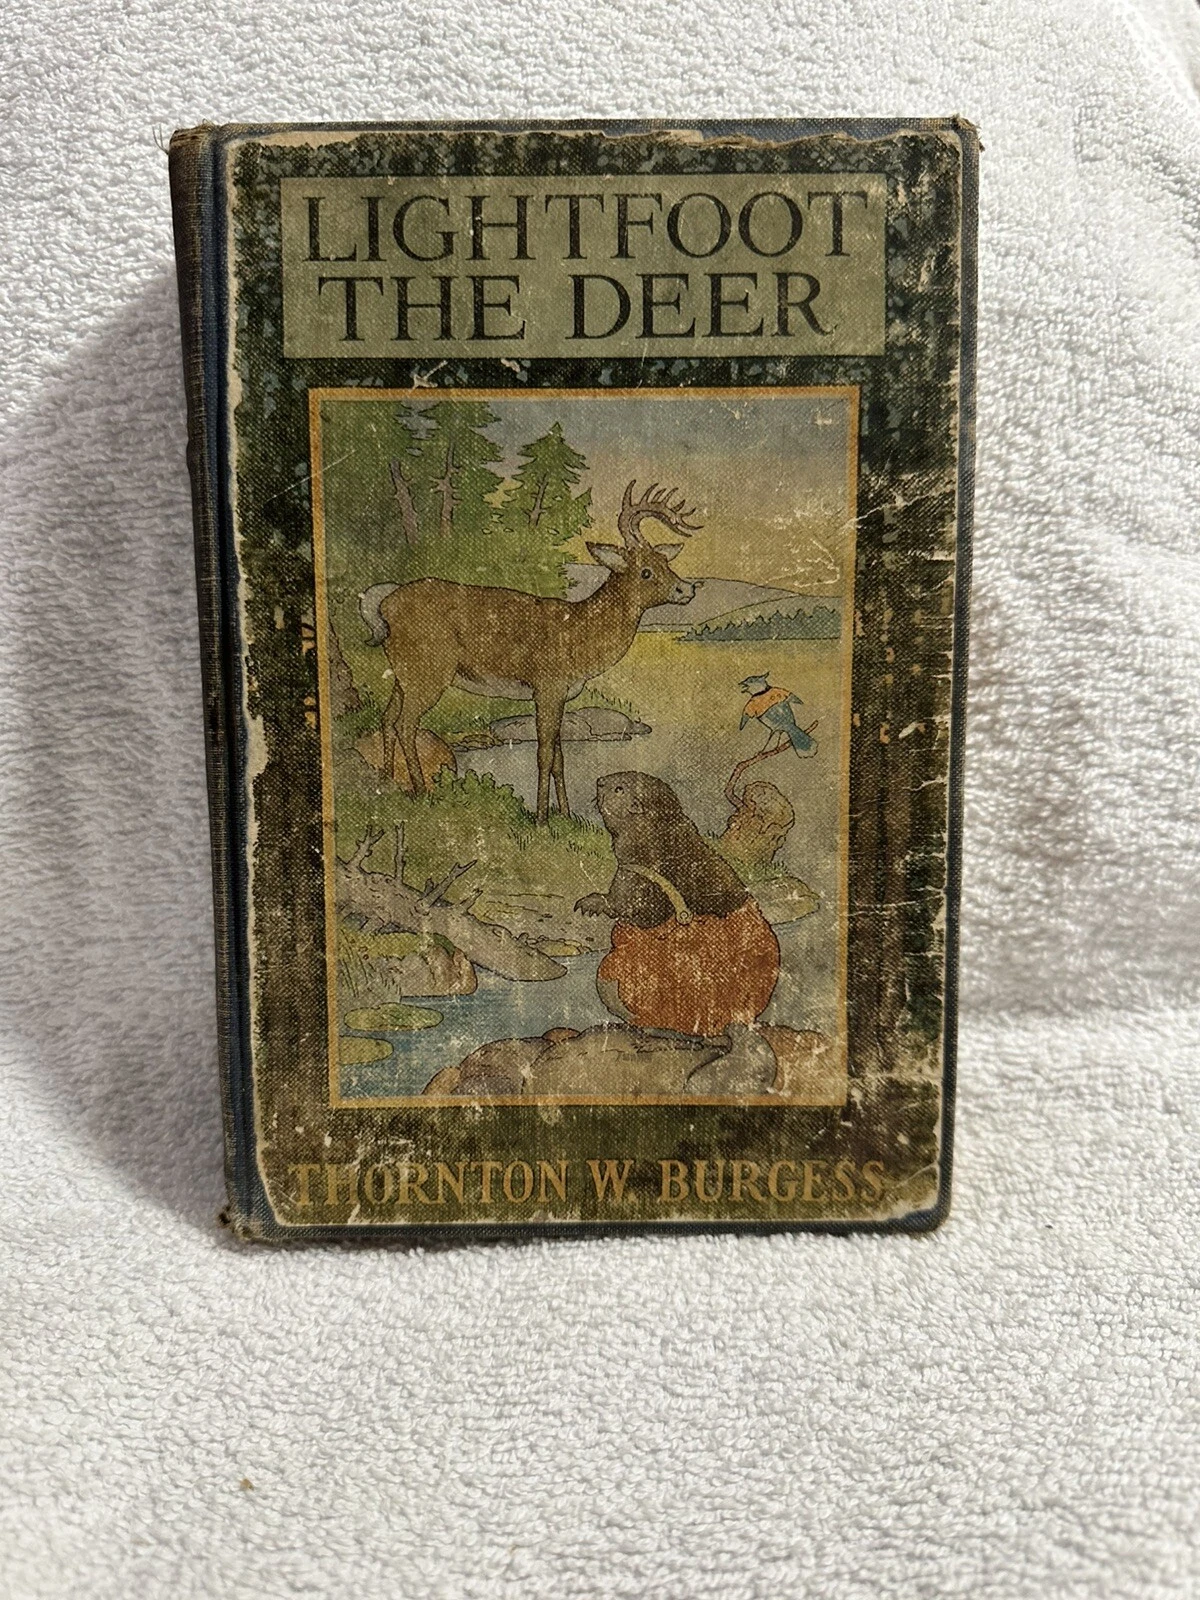 LIGHTFOOT
THE DEER
THORNTON W. BURGESS